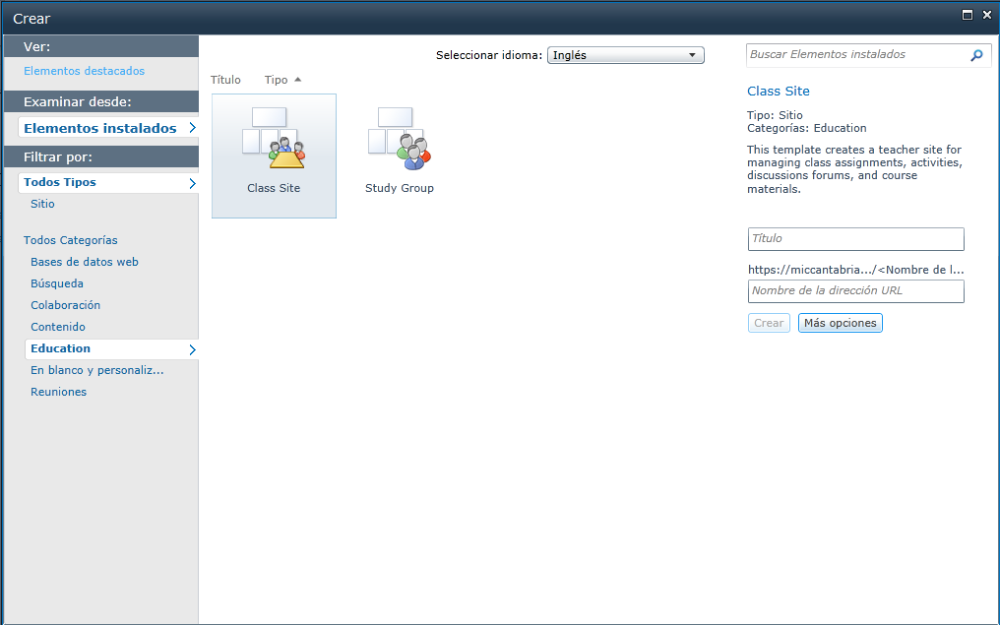 Crear
Ver:
Elementos destacados
Examinar desde:
Elementos instalados
Filtrar por:
Todos Tipos
Sitio
Todos Categorías
Bases de datos web
Búsqueda
Colaboración
Contenido
Education
En blanco y personaliz...
Reuniones
Seleccionar idioma: Inglés
Título Tipo
Class Site
Study Group
Buscar Elementos instalados
Class Site
Tipo: Sitio
Categorías: Education
This template creates a teacher site for
managing class assignments, activities,
discussions forums, and course
materials.
Título
https://miccantabria.../<Nombre de l...
Nombre de la dirección URL
Crear Más opciones